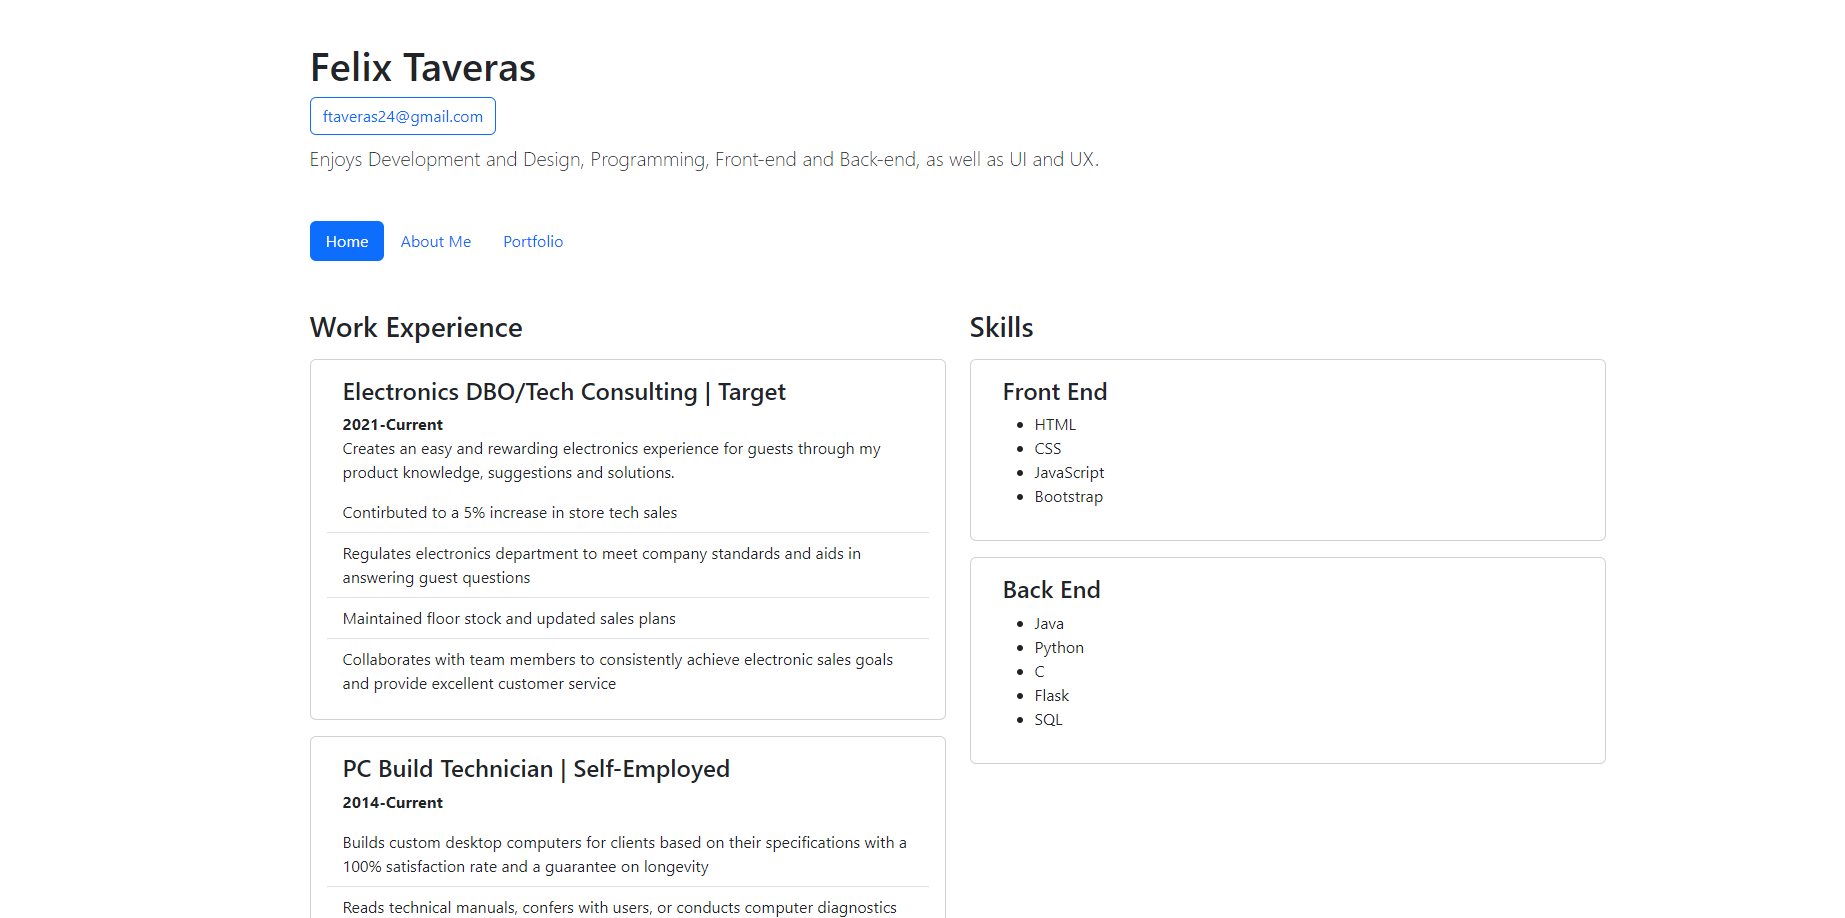 Felix Taveras
ftaveras24@gmail.com
Enjoys Development and Design, Programming, Front-end and Back-end, as well as UI and UX.
Home
About Me
Portfolio
Work Experience
Electronics DBO/Tech Consulting | Target
2021-Current
Creates an easy and rewarding electronics experience for guests through my
product knowledge, suggestions and solutions.
Contirbuted to a 5% increase in store tech sales
Regulates electronics department to meet company standards and aids in
answering guest questions
Maintained floor stock and updated sales plans
Collaborates with team members to consistently achieve electronic sales goals
and provide excellent customer service
PC Build Technician | Self-Employed
2014-Current
Builds custom desktop computers for clients based on their specifications with a
100% satisfaction rate and a guarantee on longevity
Reads technical manuals, confers with users, or conducts computer diagnostics
Skills
Front End
HTML
CSS
JavaScript
Bootstrap
Back End
Java
Python
C
Flask
SQL